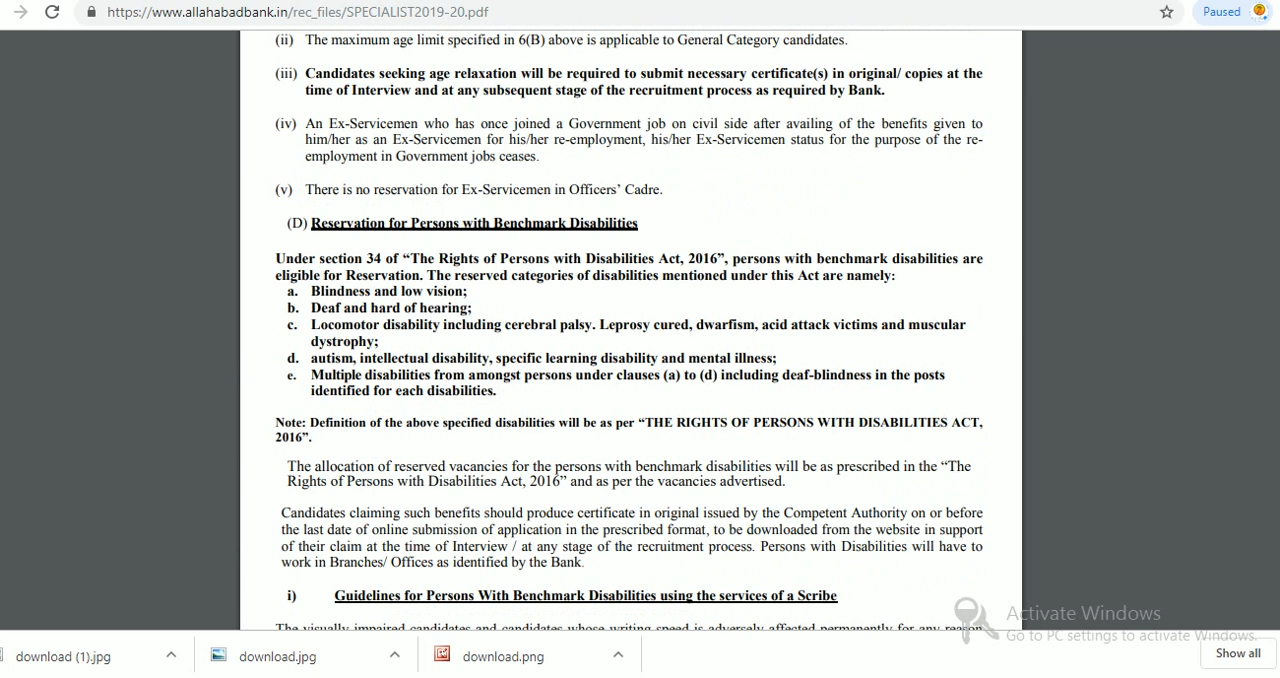 https://www.allahabadbank.in/rec_files/SPECIALIST2019-20.pdf
Paused
(ii) The maximum age limit specified in 6(B) above is applicable to General Category candidates.
(iii) Candidates seeking age relaxation will be required to submit necessary certificate(s) in original/ copies at the
time of Interview and at any subsequent stage of the recruitment process as required by Bank.
(iv) An Ex-Servicemen who has once joined a Government job on civil side after availing of the benefits given to
him/her as an Ex-Servicemen for his/her re-employment, his/her Ex-Servicemen status for the purpose of the re-
employment in Government jobs ceases.
(v) There is no reservation for Ex-Servicemen in Officers’ Cadre.
(D) Reservation for Persons with Benchmark Disabilities
Under section 34 of “The Rights of Persons with Disabilities Act, 2016”, persons with benchmark disabilities are
eligible for Reservation. The reserved categories of disabilities mentioned under this Act are namely:
a. Blindness and low vision;
b. Deaf and hard of hearing;
c. Locomotor disability including cerebral palsy. Leprosy cured, dwarfism, acid attack victims and muscular
dystrophy;
d. autism, intellectual disability, specific learning disability and mental illness;
e. Multiple disabilities from amongst persons under clauses (a) to (d) including deaf-blindness in the posts
identified for each disabilities.
Note: Definition of the above specified disabilities will be as per “THE RIGHTS OF PERSONS WITH DISABILITIES ACT,
2016”.
The allocation of reserved vacancies for the persons with benchmark disabilities will be as prescribed in the “The
Rights of Persons with Disabilities Act, 2016” and as per the vacancies advertised.
Candidates claiming such benefits should produce certificate in original issued by the Competent Authority on or before
the last date of online submission of application in the prescribed format, to be downloaded from the website in support
of their claim at the time of Interview / at any stage of the recruitment process. Persons with Disabilities will have to
work in Branches/ Offices as identified by the Bank.
i) Guidelines for Persons With Benchmark Disabilities using the services of a Scribe
The visually impaired candidates and candidates whose writing speed is adversely affected permanently for any reason
Activate Windows
Go to PC settings to activate Windows.
download (1).jpg
download.jpg
download.png
Show all